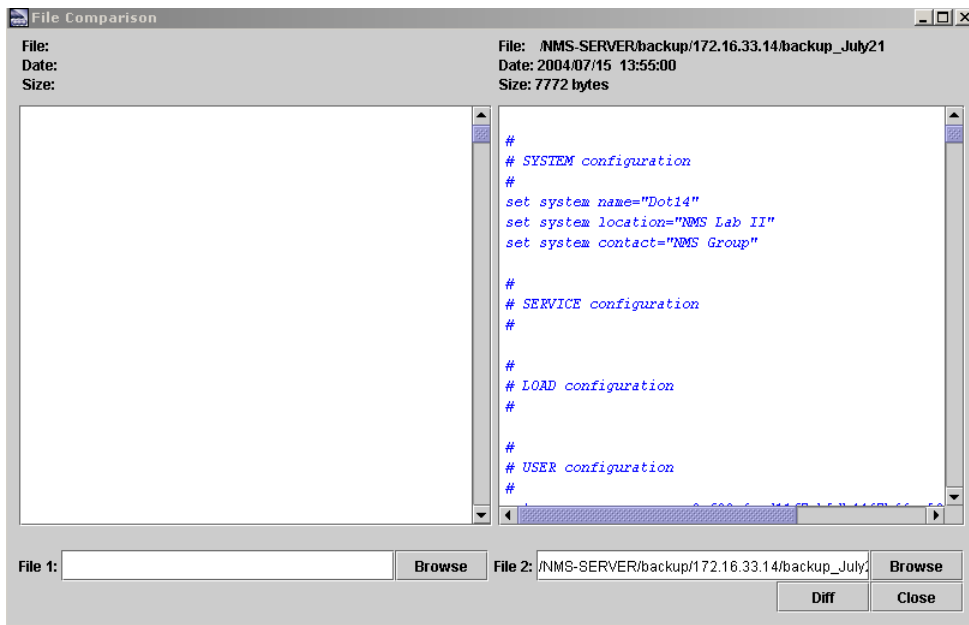 File Comparison
File:
Date:
Size:
File: /NMS-SERVER/backup/172.16.33.14/backup_July21
Date: 2004/07/15 13:55:00
Size: 7772 bytes
#
# SYSTEM configuration
#
set system name="Dot14"
set system location="NMS Lab II"
set system contact="NMS Group"
#
# SERVICE configuration
#
#
# LOAD configuration
#
#
# USER configuration
#
File 1:
Browse
File 2: /NMS-SERVER/backup/172.16.33.14/backup_July2
Browse
Diff
Close